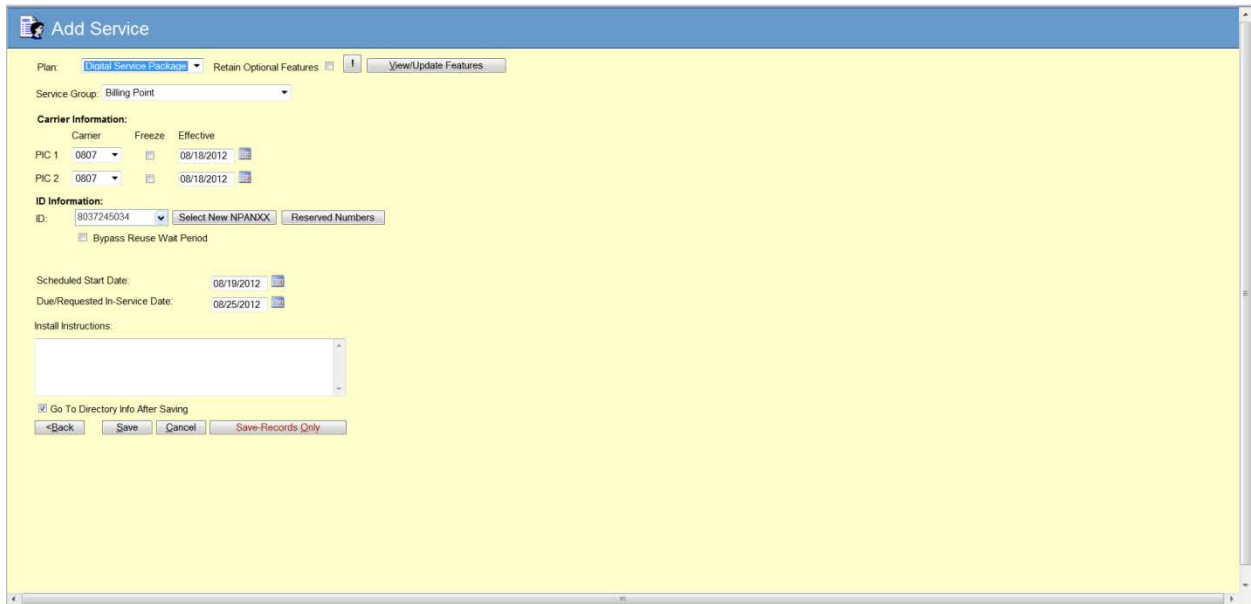 Add Service
Plan: Digital Service Package Retain Optional Features ! View/Update Features
Service Group: Billing Point
Carrier Information:
Carrier Freeze Effective
PIC 1 0807 08/18/2012
PIC 2 0807 08/18/2012
ID Information:
ID: 8037245034 Select New NPANXX Reserved Numbers
Bypass Reuse Wait Period
Scheduled Start Date: 08/19/2012
Due/Requested In-Service Date: 08/25/2012
Install Instructions:
Go To Directory Info After Saving
<Back Save Cancel Save-Records Only